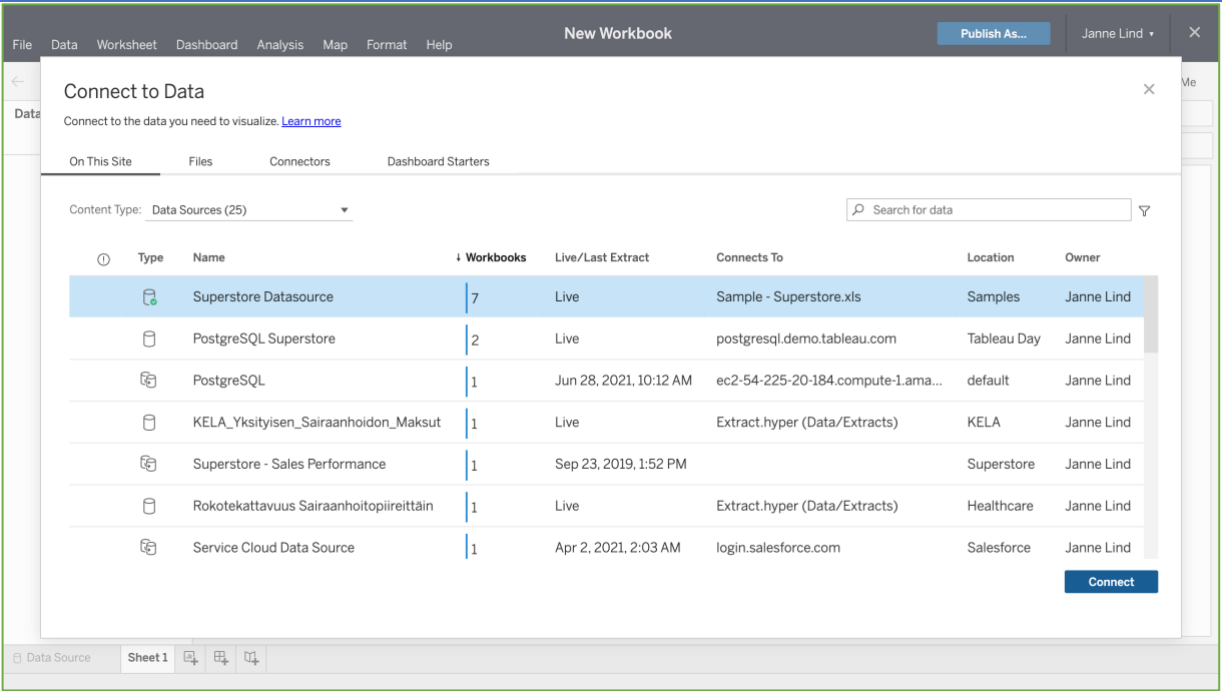 New Workbook
Publish As...
Janne Lind
File Data Worksheet Dashboard Analysis Map Format Help
Connect to Data
Me
Data
Connect to the data you need to visualize. Learn more
On This Site Files Connectors Dashboard Starters
Content Type: Data Sources (25)
Search for data
Type Name ↓ Workbooks Live/Last Extract Connects To Location Owner
Superstore Datasource 7 Live Sample - Superstore.xls Samples Janne Lind
PostgreSQL Superstore 2 Live postgresql.demo.tableau.com Tableau Day Janne Lind
PostgreSQL 1 Jun 28, 2021, 10:12 AM ec2-54-225-20-184.compute-1.ama... default Janne Lind
KELA_Yksityisen_Sairaanhoidon_Maksut 1 Live Extract.hyper (Data/Extracts) KELA Janne Lind
Superstore - Sales Performance 1 Sep 23, 2019, 1:52 PM Superstore Janne Lind
Rokotekattavuus Sairaanhoitopiireittäin 1 Live Extract.hyper (Data/Extracts) Healthcare Janne Lind
Service Cloud Data Source 1 Apr 2, 2021, 2:03 AM login.salesforce.com Salesforce Janne Lind
Connect
Data Source Sheet 1